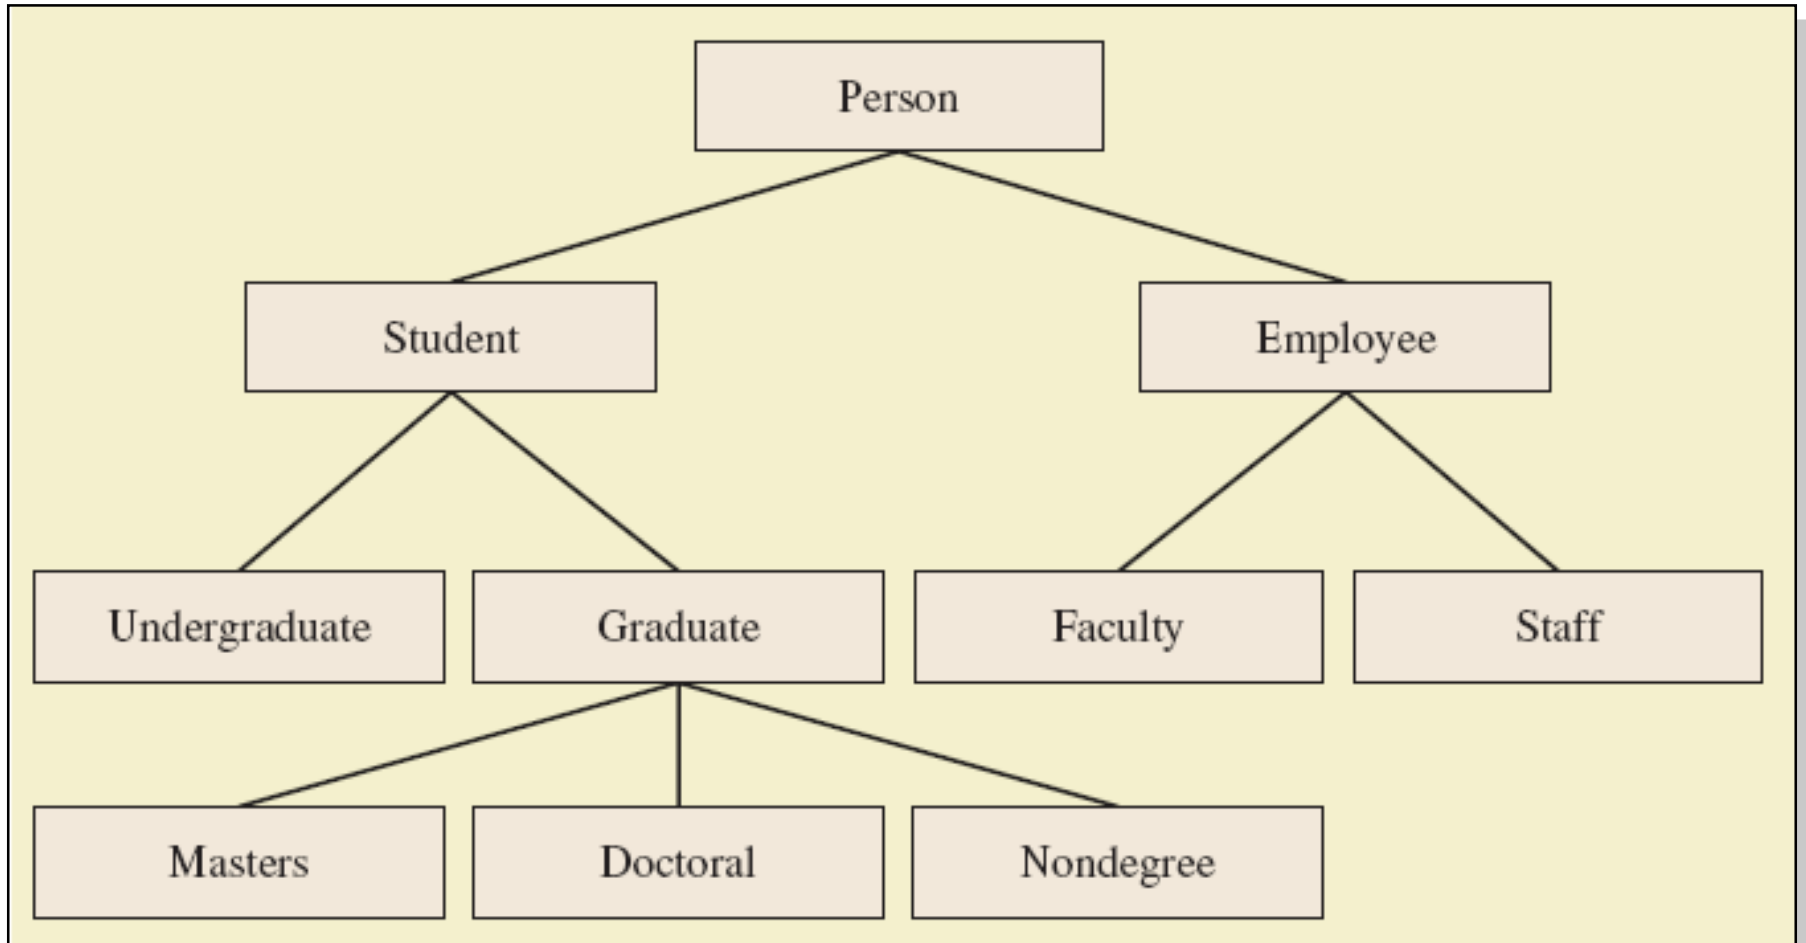 Person
Student
Employee
Undergraduate
Graduate
Faculty
Staff
Masters
Doctoral
Nondegree